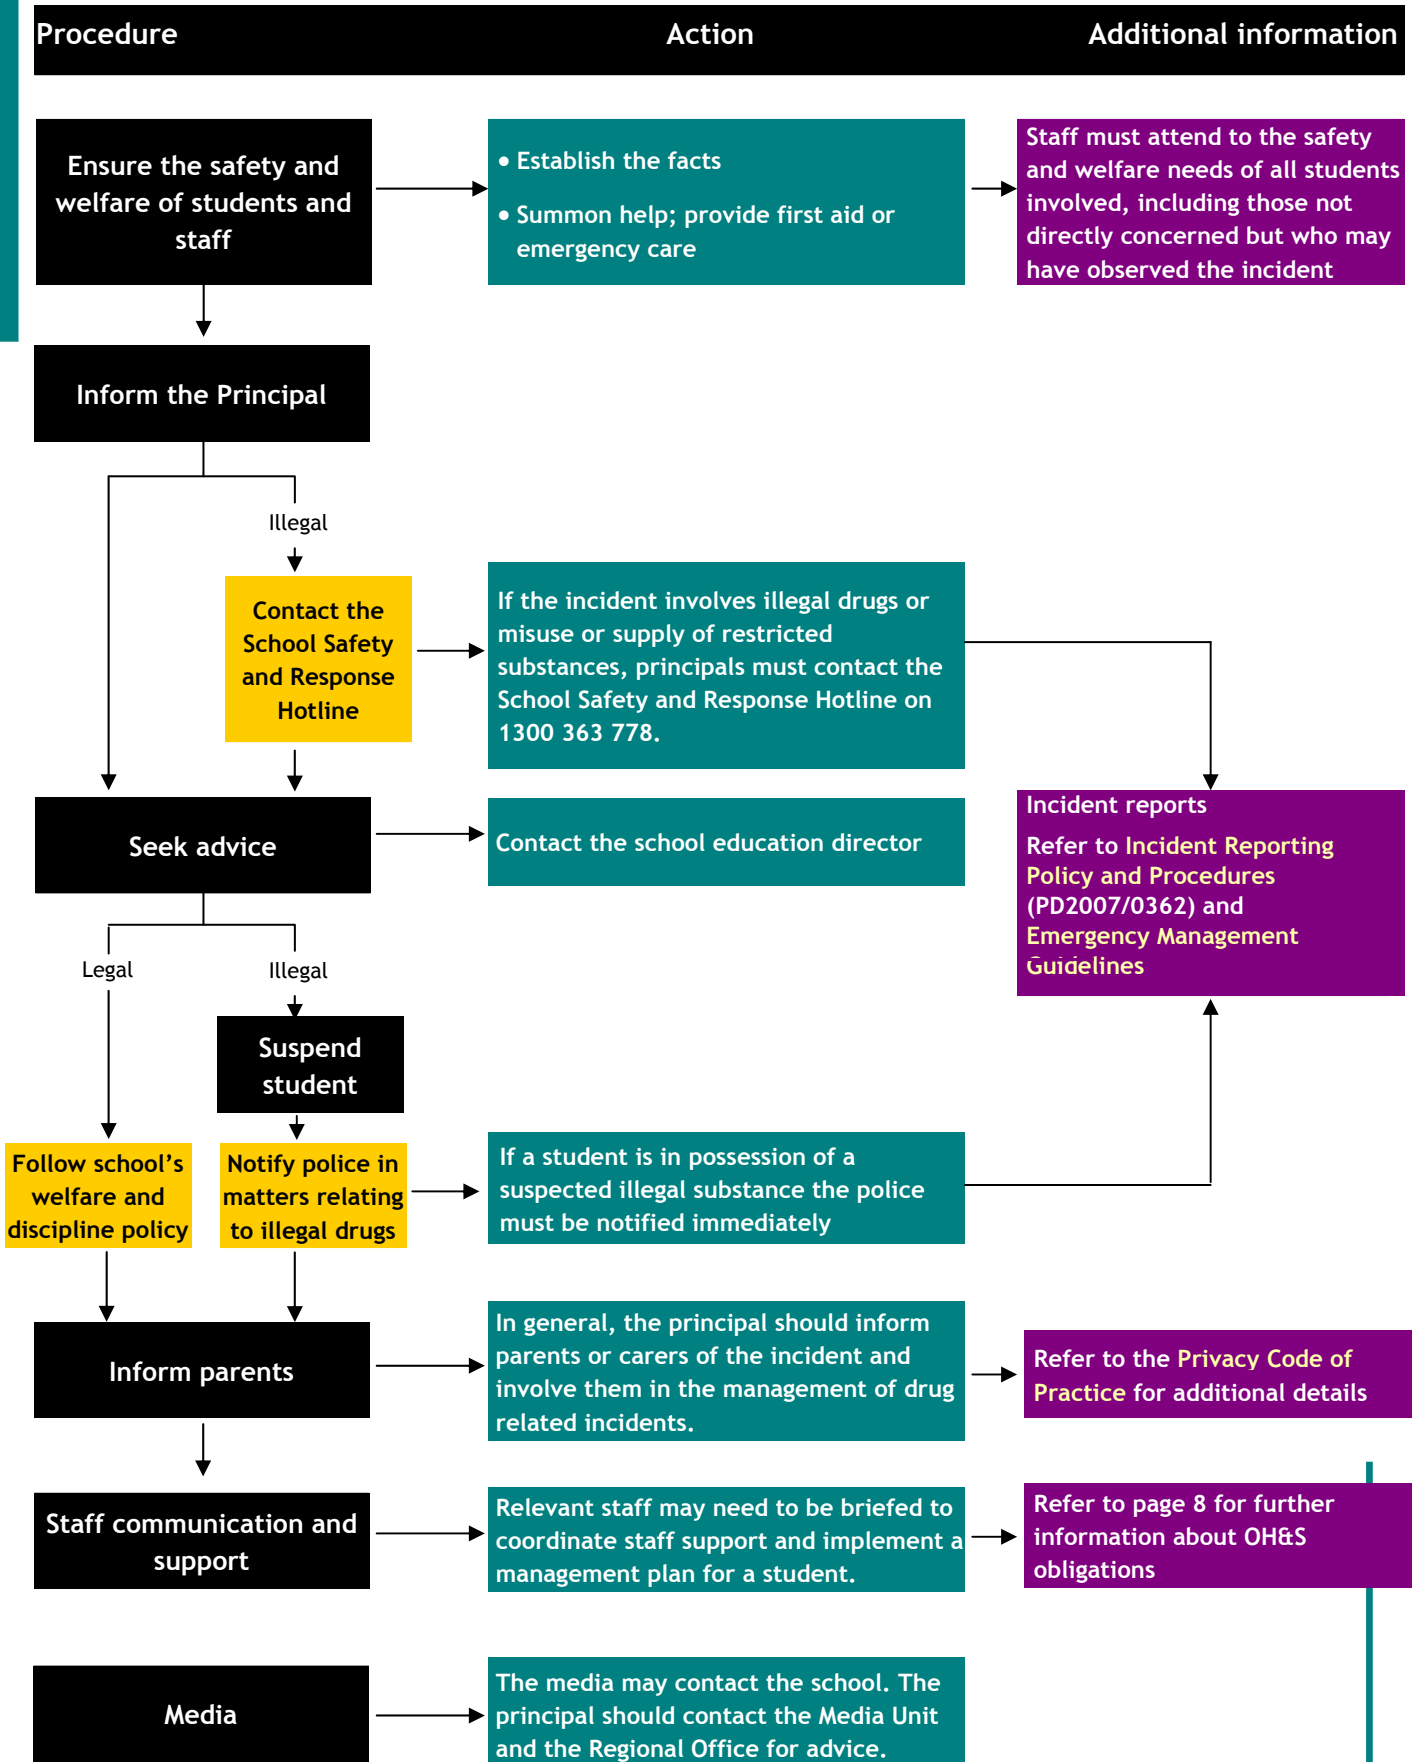 Procedure Action Additional information
Ensure the safety and
welfare of students and
staff
• Establish the facts
• Summon help; provide first aid or
emergency care
Staff must attend to the safety
and welfare needs of all students
involved, including those not
directly concerned but who may
have observed the incident
Inform the Principal
Illegal
Contact the
School Safety
and Response
Hotline
If the incident involves illegal drugs or
misuse or supply of restricted
substances, principals must contact the
School Safety and Response Hotline on
1300 363 778.
Seek advice
Contact the school education director
Incident reports
Refer to Incident Reporting
Policy and Procedures
(PD2007/0362) and
Emergency Management
Guidelines
Legal
Illegal
Suspend
student
Follow school's
welfare and
discipline policy
Notify police in
matters relating
to illegal drugs
If a student is in possession of a
suspected illegal substance the police
must be notified immediately
Inform parents
In general, the principal should inform
parents or carers of the incident and
involve them in the management of drug
related incidents.
Refer to the Privacy Code of
Practice for additional details
Staff communication and
support
Relevant staff may need to be briefed to
coordinate staff support and implement a
management plan for a student.
Refer to page 8 for further
information about OH&S
obligations
Media
The media may contact the school. The
principal should contact the Media Unit
and the Regional Office for advice.